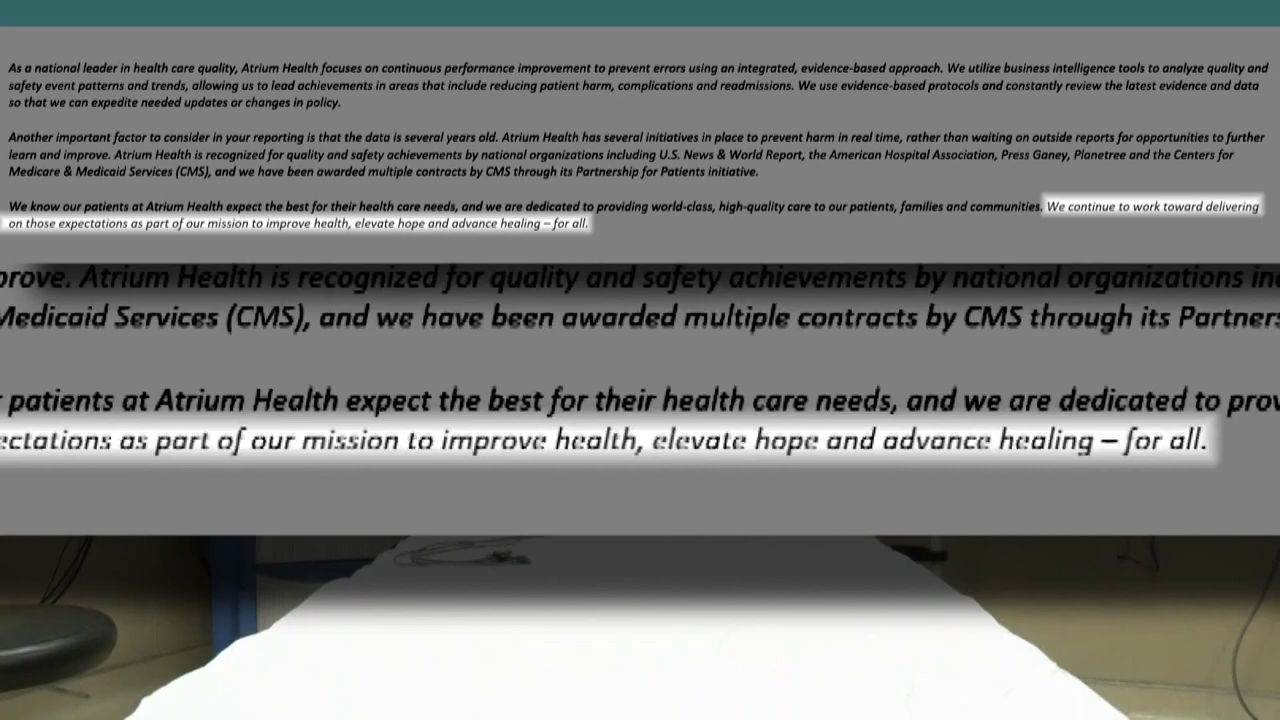 As a national leader in health care quality, Atrium Health focuses on continuous performance improvement to prevent errors using an integrated, evidence-based approach. We utilize business intelligence tools to analyze quality and
safety event patterns and trends, allowing us to lead achievements in areas that include reducing patient harm, complications and readmissions. We use evidence-based protocols and constantly review the latest evidence and data
so that we can expedite needed updates or changes in policy.
Another important factor to consider in your reporting is that the data is several years old. Atrium Health has several initiatives in place to prevent harm in real time, rather than waiting on outside reports for opportunities to further
learn and improve. Atrium Health is recognized for quality and safety achievements by national organizations including U.S. News & World Report, the American Hospital Association, Press Ganey, Planetree and the Centers for
Medicare & Medicaid Services (CMS), and we have been awarded multiple contracts by CMS through its Partnership for Patients initiative.
We know our patients at Atrium Health expect the best for their health care needs, and we are dedicated to providing world-class, high-quality care to our patients, families and communities. We continue to work toward delivering
on those expectations as part of our mission to improve health, elevate hope and advance healing – for all.
prove. Atrium Health is recognized for quality and safety achievements by national organizations inc
Medicaid Services (CMS), and we have been awarded multiple contracts by CMS through its Partners
patients at Atrium Health expect the best for their health care needs, and we are dedicated to prov
ectations as part of our mission to improve health, elevate hope and advance healing – for all.